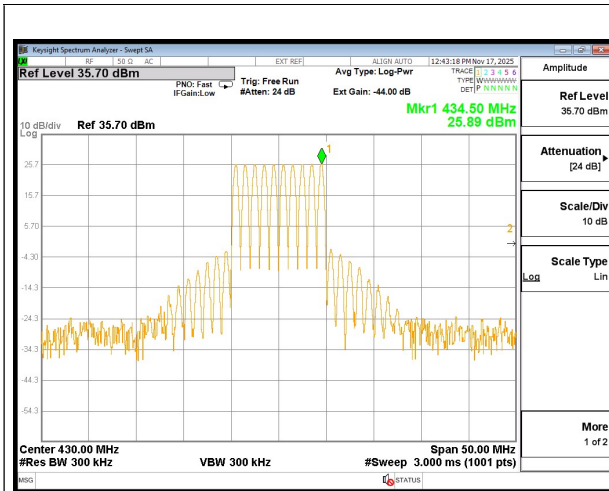 Keysight Spectrum Analyzer - Swept SA
RF 50 Ω AC EXT REF ALIGN AUTO 12:43:18 PM Nov 17, 2025
Ref Level 35.70 dBm
PNO: Fast
IFGain:Low
Trig: Free Run
#Atten: 24 dB
Avg Type: Log-Pwr
Ext Gain: -44.00 dB
TRACE 1 2 3 4 5 6
TYPE WWWWWW
DET P N N N N N
Mkr1 434.50 MHz
25.89 dBm
10 dB/div Ref 35.70 dBm
Log
1
25.7
15.7
5.70
2
-4.30
-14.3
-24.3
-34.3
-44.3
-54.3
Center 430.00 MHz Span 50.00 MHz
#Res BW 300 kHz VBW 300 kHz #Sweep 3.000 ms (1001 pts)
MSG STATUS
Amplitude
Ref Level
35.70 dBm
Attenuation
[24 dB]
Scale/Div
10 dB
Scale Type
Log Lin
More
1 of 2